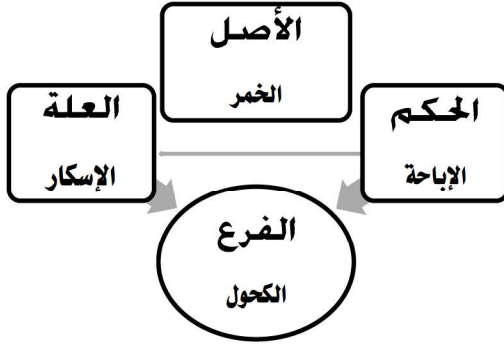 الأصل
الخمر
الحكم
الإباحة
العلة
الإسكار
الفرع
الكحول